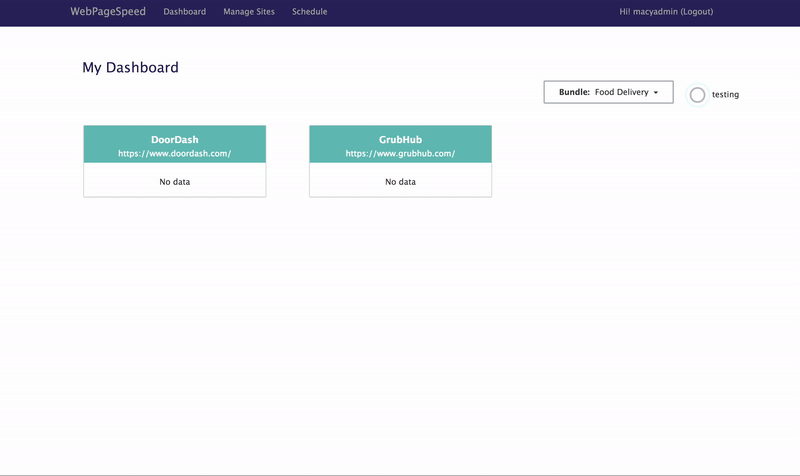 WebPageSpeed Dashboard Manage Sites Schedule Hi! macyadmin (Logout)
My Dashboard
Bundle: Food Delivery testing
DoorDash
https://www.doordash.com/
No data
GrubHub
https://www.grubhub.com/
No data